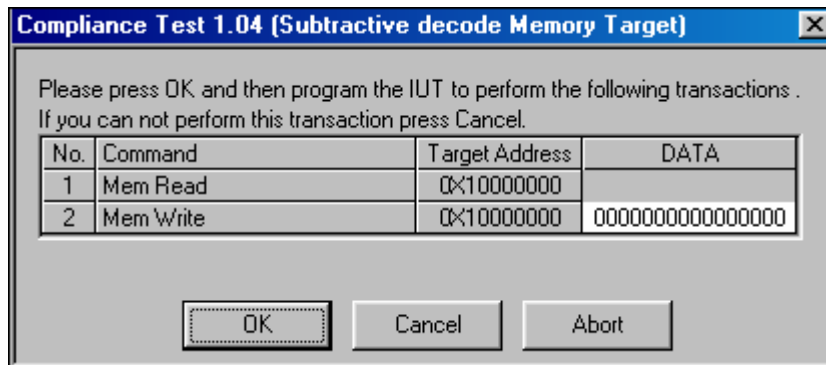 Compliance Test 1.04 (Subtractive decode Memory Target)
Please press OK and then program the IUT to perform the following transactions .
If you can not perform this transaction press Cancel.
No. Command Target Address DATA
1 Mem Read 0X10000000
2 Mem Write 0X10000000 0000000000000000
OK Cancel Abort